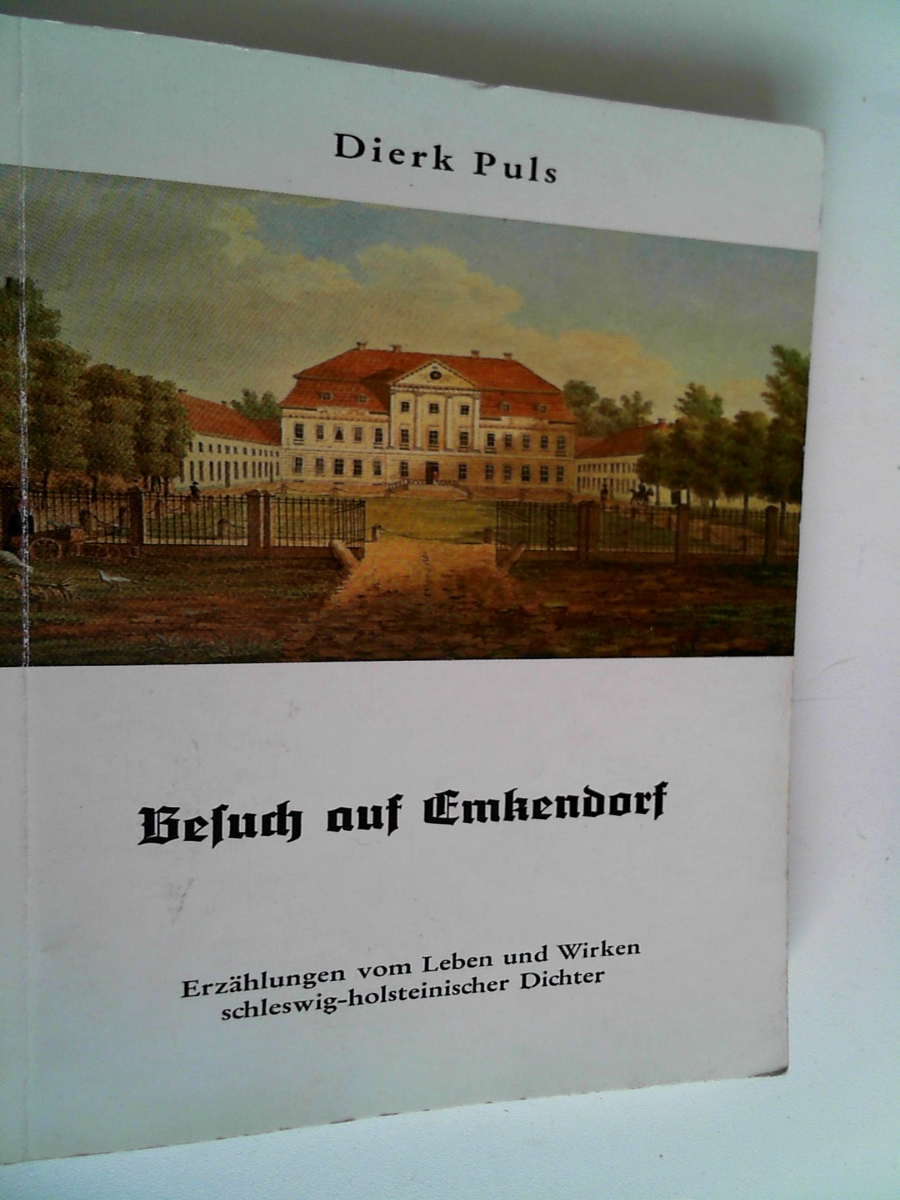 Dierk Puls
Beſuch auf Emkendorf
Erzählungen vom Leben und Wirken
schleswig-holsteinischer Dichter